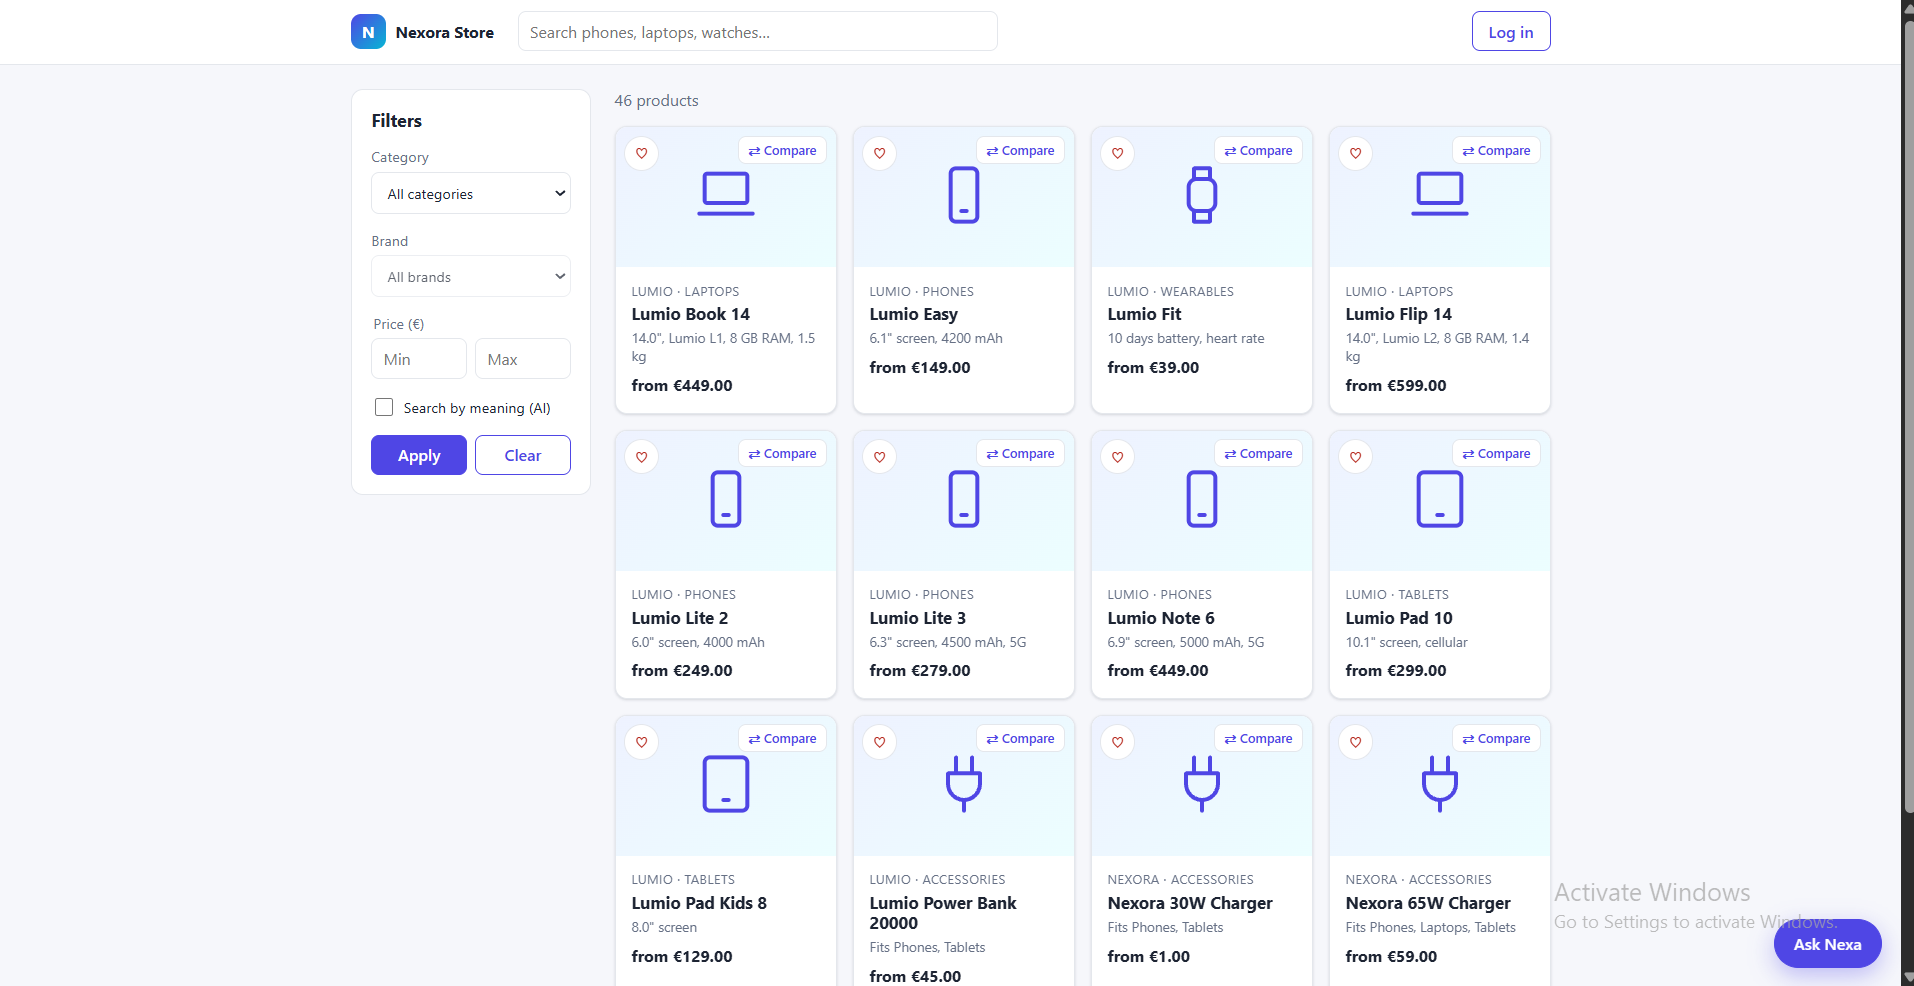 N Nexora Store
Search phones, laptops, watches...
Log in
Filters
Category
All categories
Brand
All brands
Price (€)
Min Max
Search by meaning (AI)
Apply Clear
46 products
⇄ Compare
LUMIO · LAPTOPS
Lumio Book 14
14.0", Lumio L1, 8 GB RAM, 1.5
kg
from €449.00
⇄ Compare
LUMIO · PHONES
Lumio Easy
6.1" screen, 4200 mAh
from €149.00
⇄ Compare
LUMIO · WEARABLES
Lumio Fit
10 days battery, heart rate
from €39.00
⇄ Compare
LUMIO · LAPTOPS
Lumio Flip 14
14.0", Lumio L2, 8 GB RAM, 1.4
kg
from €599.00
⇄ Compare
LUMIO · PHONES
Lumio Lite 2
6.0" screen, 4000 mAh
from €249.00
⇄ Compare
LUMIO · PHONES
Lumio Lite 3
6.3" screen, 4500 mAh, 5G
from €279.00
⇄ Compare
LUMIO · PHONES
Lumio Note 6
6.9" screen, 5000 mAh, 5G
from €449.00
⇄ Compare
LUMIO · TABLETS
Lumio Pad 10
10.1" screen, cellular
from €299.00
⇄ Compare
LUMIO · TABLETS
Lumio Pad Kids 8
8.0" screen
from €129.00
⇄ Compare
LUMIO · ACCESSORIES
Lumio Power Bank
20000
Fits Phones, Tablets
from €45.00
⇄ Compare
NEXORA · ACCESSORIES
Nexora 30W Charger
Fits Phones, Tablets
from €1.00
⇄ Compare
NEXORA · ACCESSORIES
Nexora 65W Charger
Fits Phones, Laptops, Tablets
from €59.00
Activate Windows
Go to Settings to activate Windows.
Ask Nexa